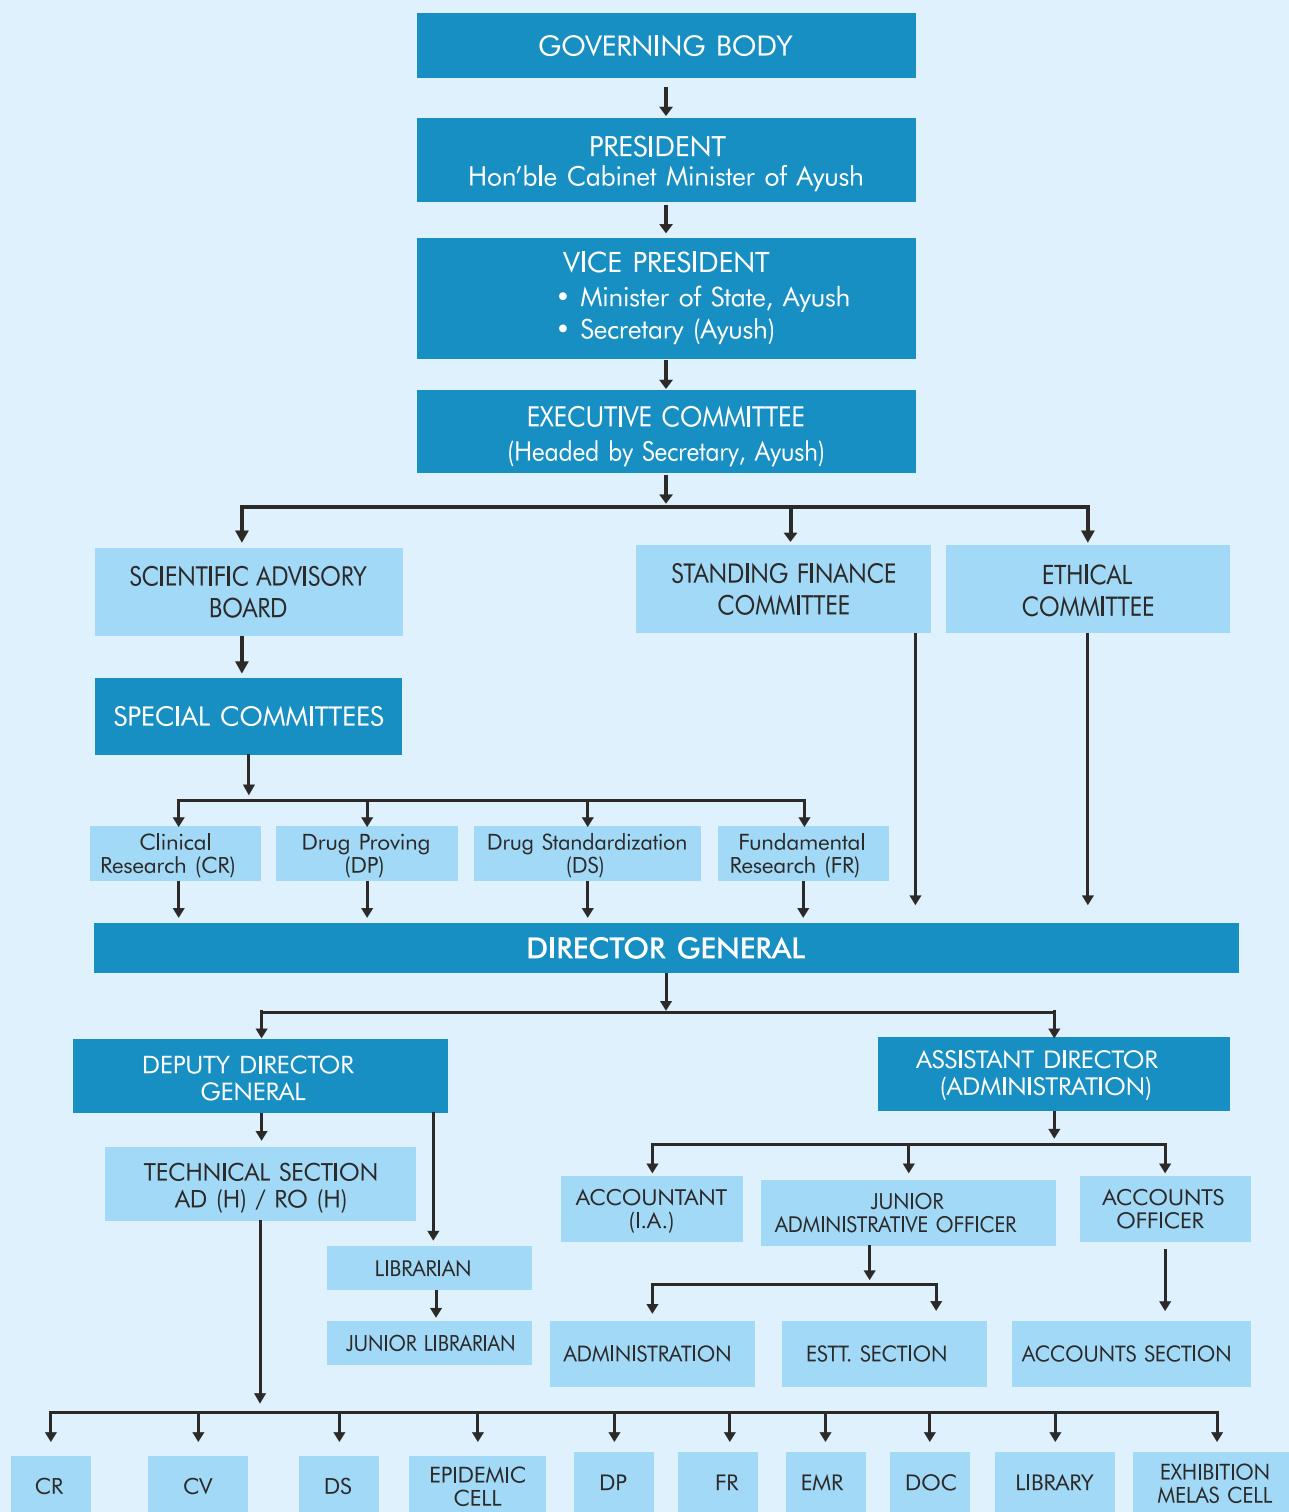 GOVERNING BODY
PRESIDENT
Hon'ble Cabinet Minister of Ayush
VICE PRESIDENT
• Minister of State, Ayush
• Secretary (Ayush)
EXECUTIVE COMMITTEE
(Headed by Secretary, Ayush)
SCIENTIFIC ADVISORY
BOARD
STANDING FINANCE
COMMITTEE
ETHICAL
COMMITTEE
SPECIAL COMMITTEES
Clinical
Research (CR)
Drug Proving
(DP)
Drug Standardization
(DS)
Fundamental
Research (FR)
DIRECTOR GENERAL
DEPUTY DIRECTOR
GENERAL
ASSISTANT DIRECTOR
(ADMINISTRATION)
TECHNICAL SECTION
AD (H) / RO (H)
ACCOUNTANT
(I.A.)
JUNIOR
ADMINISTRATIVE OFFICER
ACCOUNTS
OFFICER
LIBRARIAN
JUNIOR LIBRARIAN
ADMINISTRATION
ESTT. SECTION
ACCOUNTS SECTION
CR
CV
DS
EPIDEMIC
CELL
DP
FR
EMR
DOC
LIBRARY
EXHIBITION
MELAS CELL